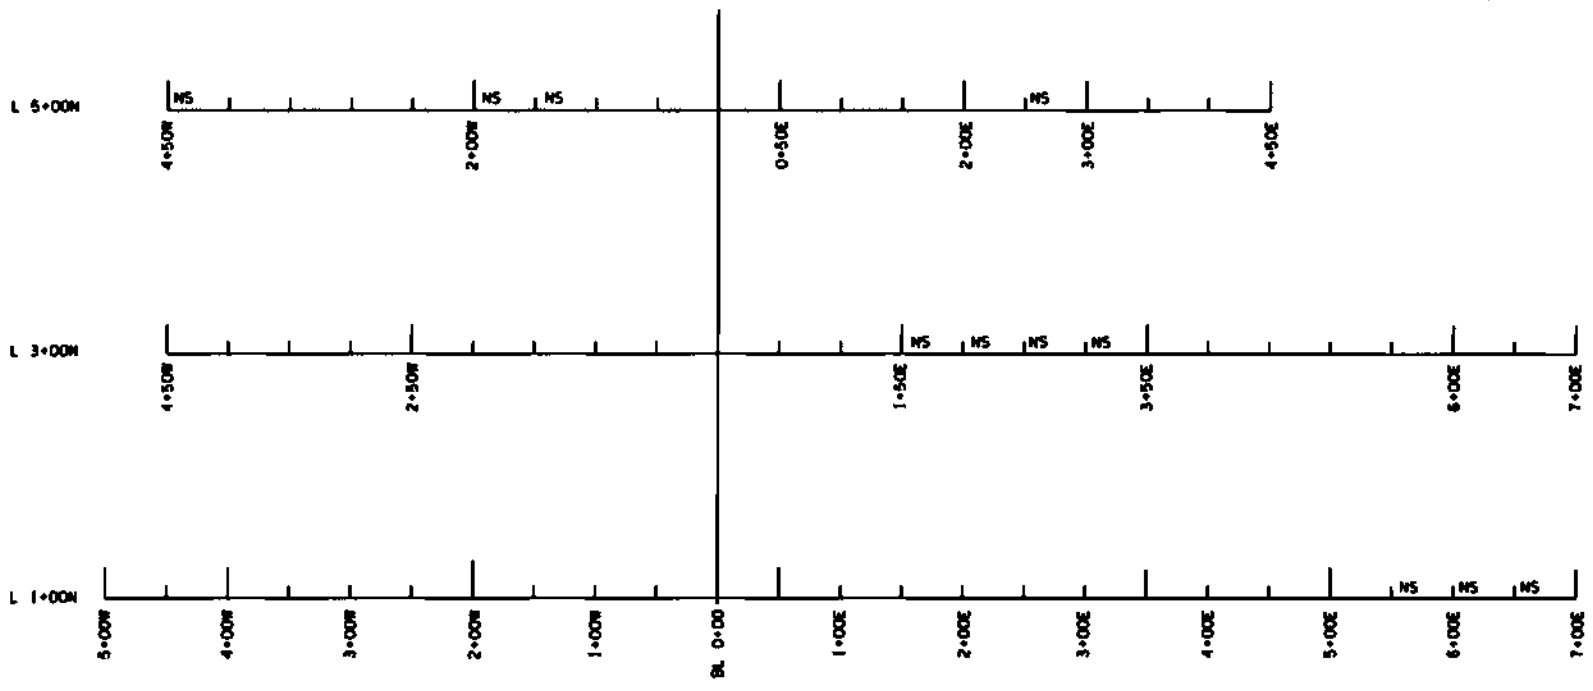 L 5+00N NS NS NS NS
4+50W 2+00W 0+50E 2+00E 3+00E 4+50E
L 3+00N NS NS NS NS
4+50W 2+50W 1+50E 3+50E 6+00E 7+00E
L 1+00N NS NS NS
5+00W 4+00W 3+00W 2+00W 1+00W BL 0+00 1+00E 2+00E 3+00E 4+00E 5+00E 6+00E 7+00E